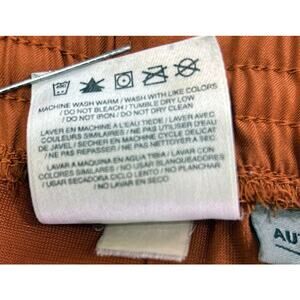 MACHINE WASH WARM / WASH WITH LIKE COLORS
/ DO NOT BLEACH / TUMBLE DRY LOW
/ DO NOT IRON / DO NOT DRY CLEAN
LAVER EN MACHINE À L'EAU TIÈDE / LAVER AVEC
COULEURS SIMILAIRES / NE PAS UTILISER D'EAU
DE JAVEL / SECHER EN MACHINE CYCLE DELICAT
/ NE PAS REPASSER / NE PAS NETTOYER A SEC
LAVAR A MAQUINA EN AGUA TIBIA / LAVAR CON
COLORES SIMILARES / NO USAR BLANQUEADORES
/ USAR SECADORA CICLO LENTO / NO PLANCHAR
/ NO LAVAR EN SECO
AUT